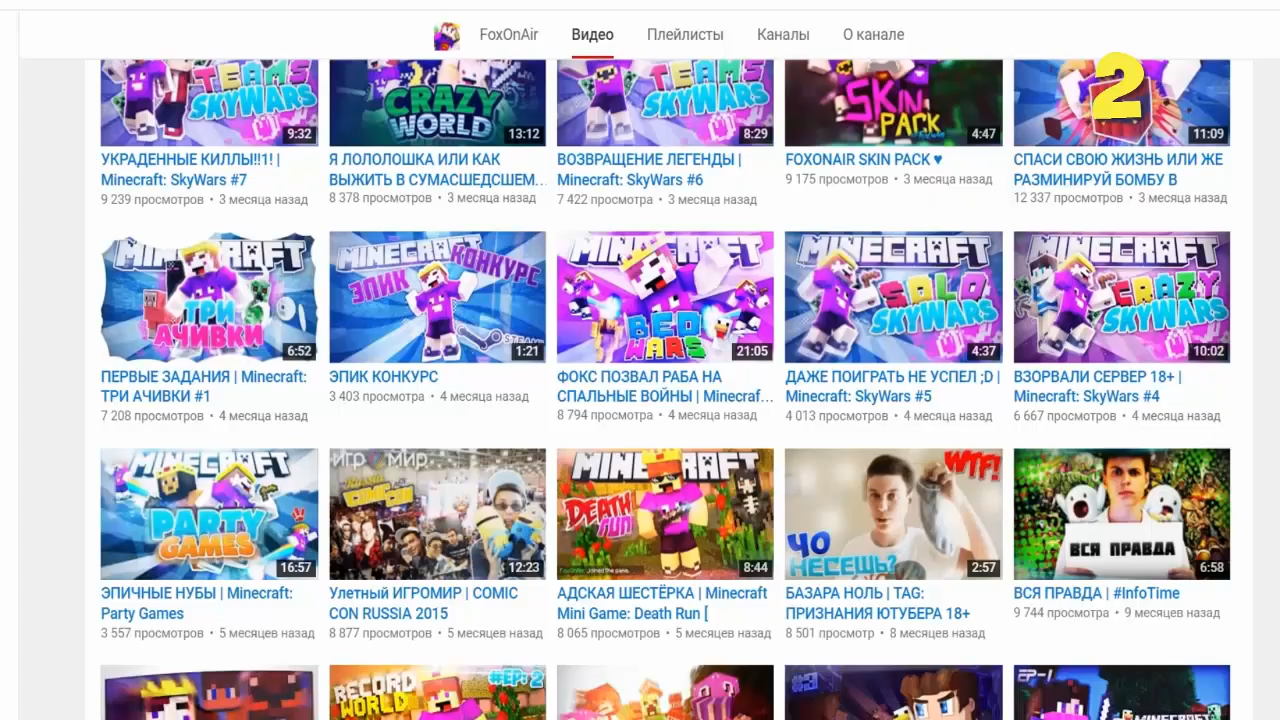 FoxOnAir Видео Плейлисты Каналы О канале
2
TEAMS
SKYWARS
9:32
CRAZY
WORLD
13:12
TEAMS
SKYWARS
8:29
SKIN
PACK
4:47
11:09
УКРАДЕННЫЕ КИЛЛЫ!!1! |
Minecraft: SkyWars #7
9 239 просмотров • 3 месяца назад
Я ЛОЛОЛОШКА ИЛИ КАК
ВЫЖИТЬ В СУМАСШЕДСШЕМ…
8 378 просмотров • 3 месяца назад
ВОЗВРАЩЕНИЕ ЛЕГЕНДЫ |
Minecraft: SkyWars #6
7 422 просмотра • 3 месяца назад
FOXONAIR SKIN PACK ♥
9 175 просмотров • 3 месяца назад
СПАСИ СВОЮ ЖИЗНЬ ИЛИ ЖЕ
РАЗМИНИРУЙ БОМБУ В
12 337 просмотров • 3 месяца назад
MINECRAFT
ТРИ
АЧИВКИ
6:52
MINECRAFT
ЭПИК КОНКУРС
STEAM
1:21
MINECRAFT
BED
WARS
21:05
MINECRAFT
SOLO
SKYWARS
4:37
MINECRAFT
CRAZY
SKYWARS
10:02
ПЕРВЫЕ ЗАДАНИЯ | Minecraft:
ТРИ АЧИВКИ #1
7 208 просмотров • 4 месяца назад
ЭПИК КОНКУРС
3 403 просмотра • 4 месяца назад
ФОКС ПОЗВАЛ РАБА НА
СПАЛЬНЫЕ ВОЙНЫ | Minecraf…
8 794 просмотра • 4 месяца назад
ДАЖЕ ПОИГРАТЬ НЕ УСПЕЛ ;D |
Minecraft: SkyWars #5
4 013 просмотров • 4 месяца назад
ВЗОРВАЛИ СЕРВЕР 18+ |
Minecraft: SkyWars #4
6 667 просмотров • 4 месяца назад
MINECRAFT
PARTY
GAMES
16:57
ИГРОМИР
RUSSIA
COMIC CON
12:23
MINECRAFT
DEATH
RUN
joined the game.
8:44
WTF!
ЧО
НЕСЕШЬ?
2:57
ВСЯ ПРАВДА
6:58
ЭПИЧНЫЕ НУБЫ | Minecraft:
Party Games
3 557 просмотров • 5 месяцев назад
Улетный ИГРОМИР | COMIC
CON RUSSIA 2015
8 877 просмотров • 5 месяцев назад
АДСКАЯ ШЕСТЁРКА | Minecraft
Mini Game: Death Run [
8 065 просмотров • 5 месяцев назад
БАЗАРА НОЛЬ | TAG:
ПРИЗНАНИЯ ЮТУБЕРА 18+
8 501 просмотр • 8 месяцев назад
ВСЯ ПРАВДА | #InfoTime
9 744 просмотра • 9 месяцев назад
RECORD
WORLD
#EP: 2
#3
EP-1
MINECRAFT